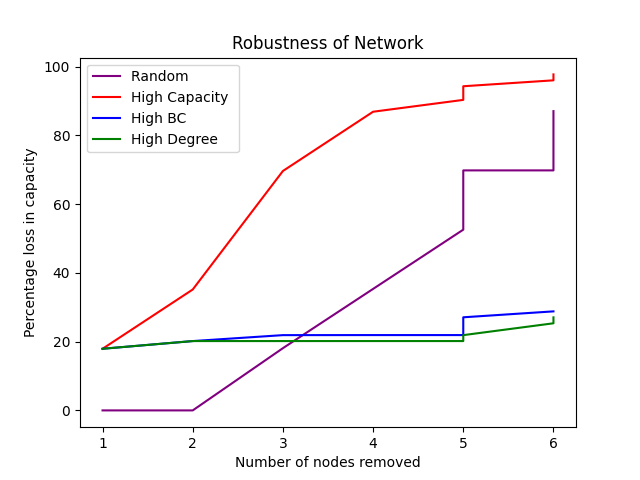 Robustness of Network
Random
High Capacity
High BC
High Degree
Percentage loss in capacity
100
80
60
40
20
0
1 2 3 4 5 6
Number of nodes removed